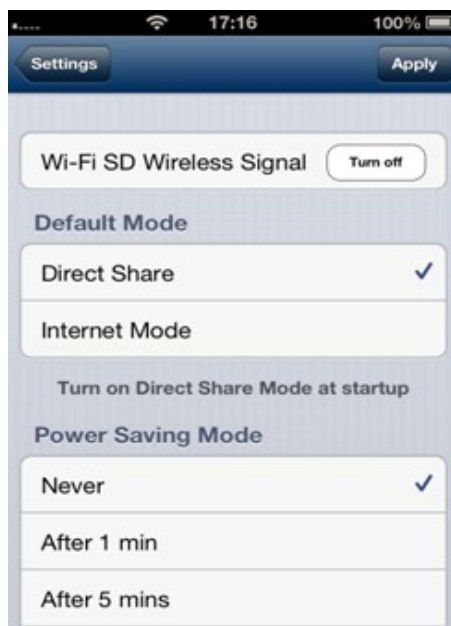 17:16 100%
Settings Apply
Wi-Fi SD Wireless Signal Turn off
Default Mode
Direct Share
Internet Mode
Turn on Direct Share Mode at startup
Power Saving Mode
Never
After 1 min
After 5 mins